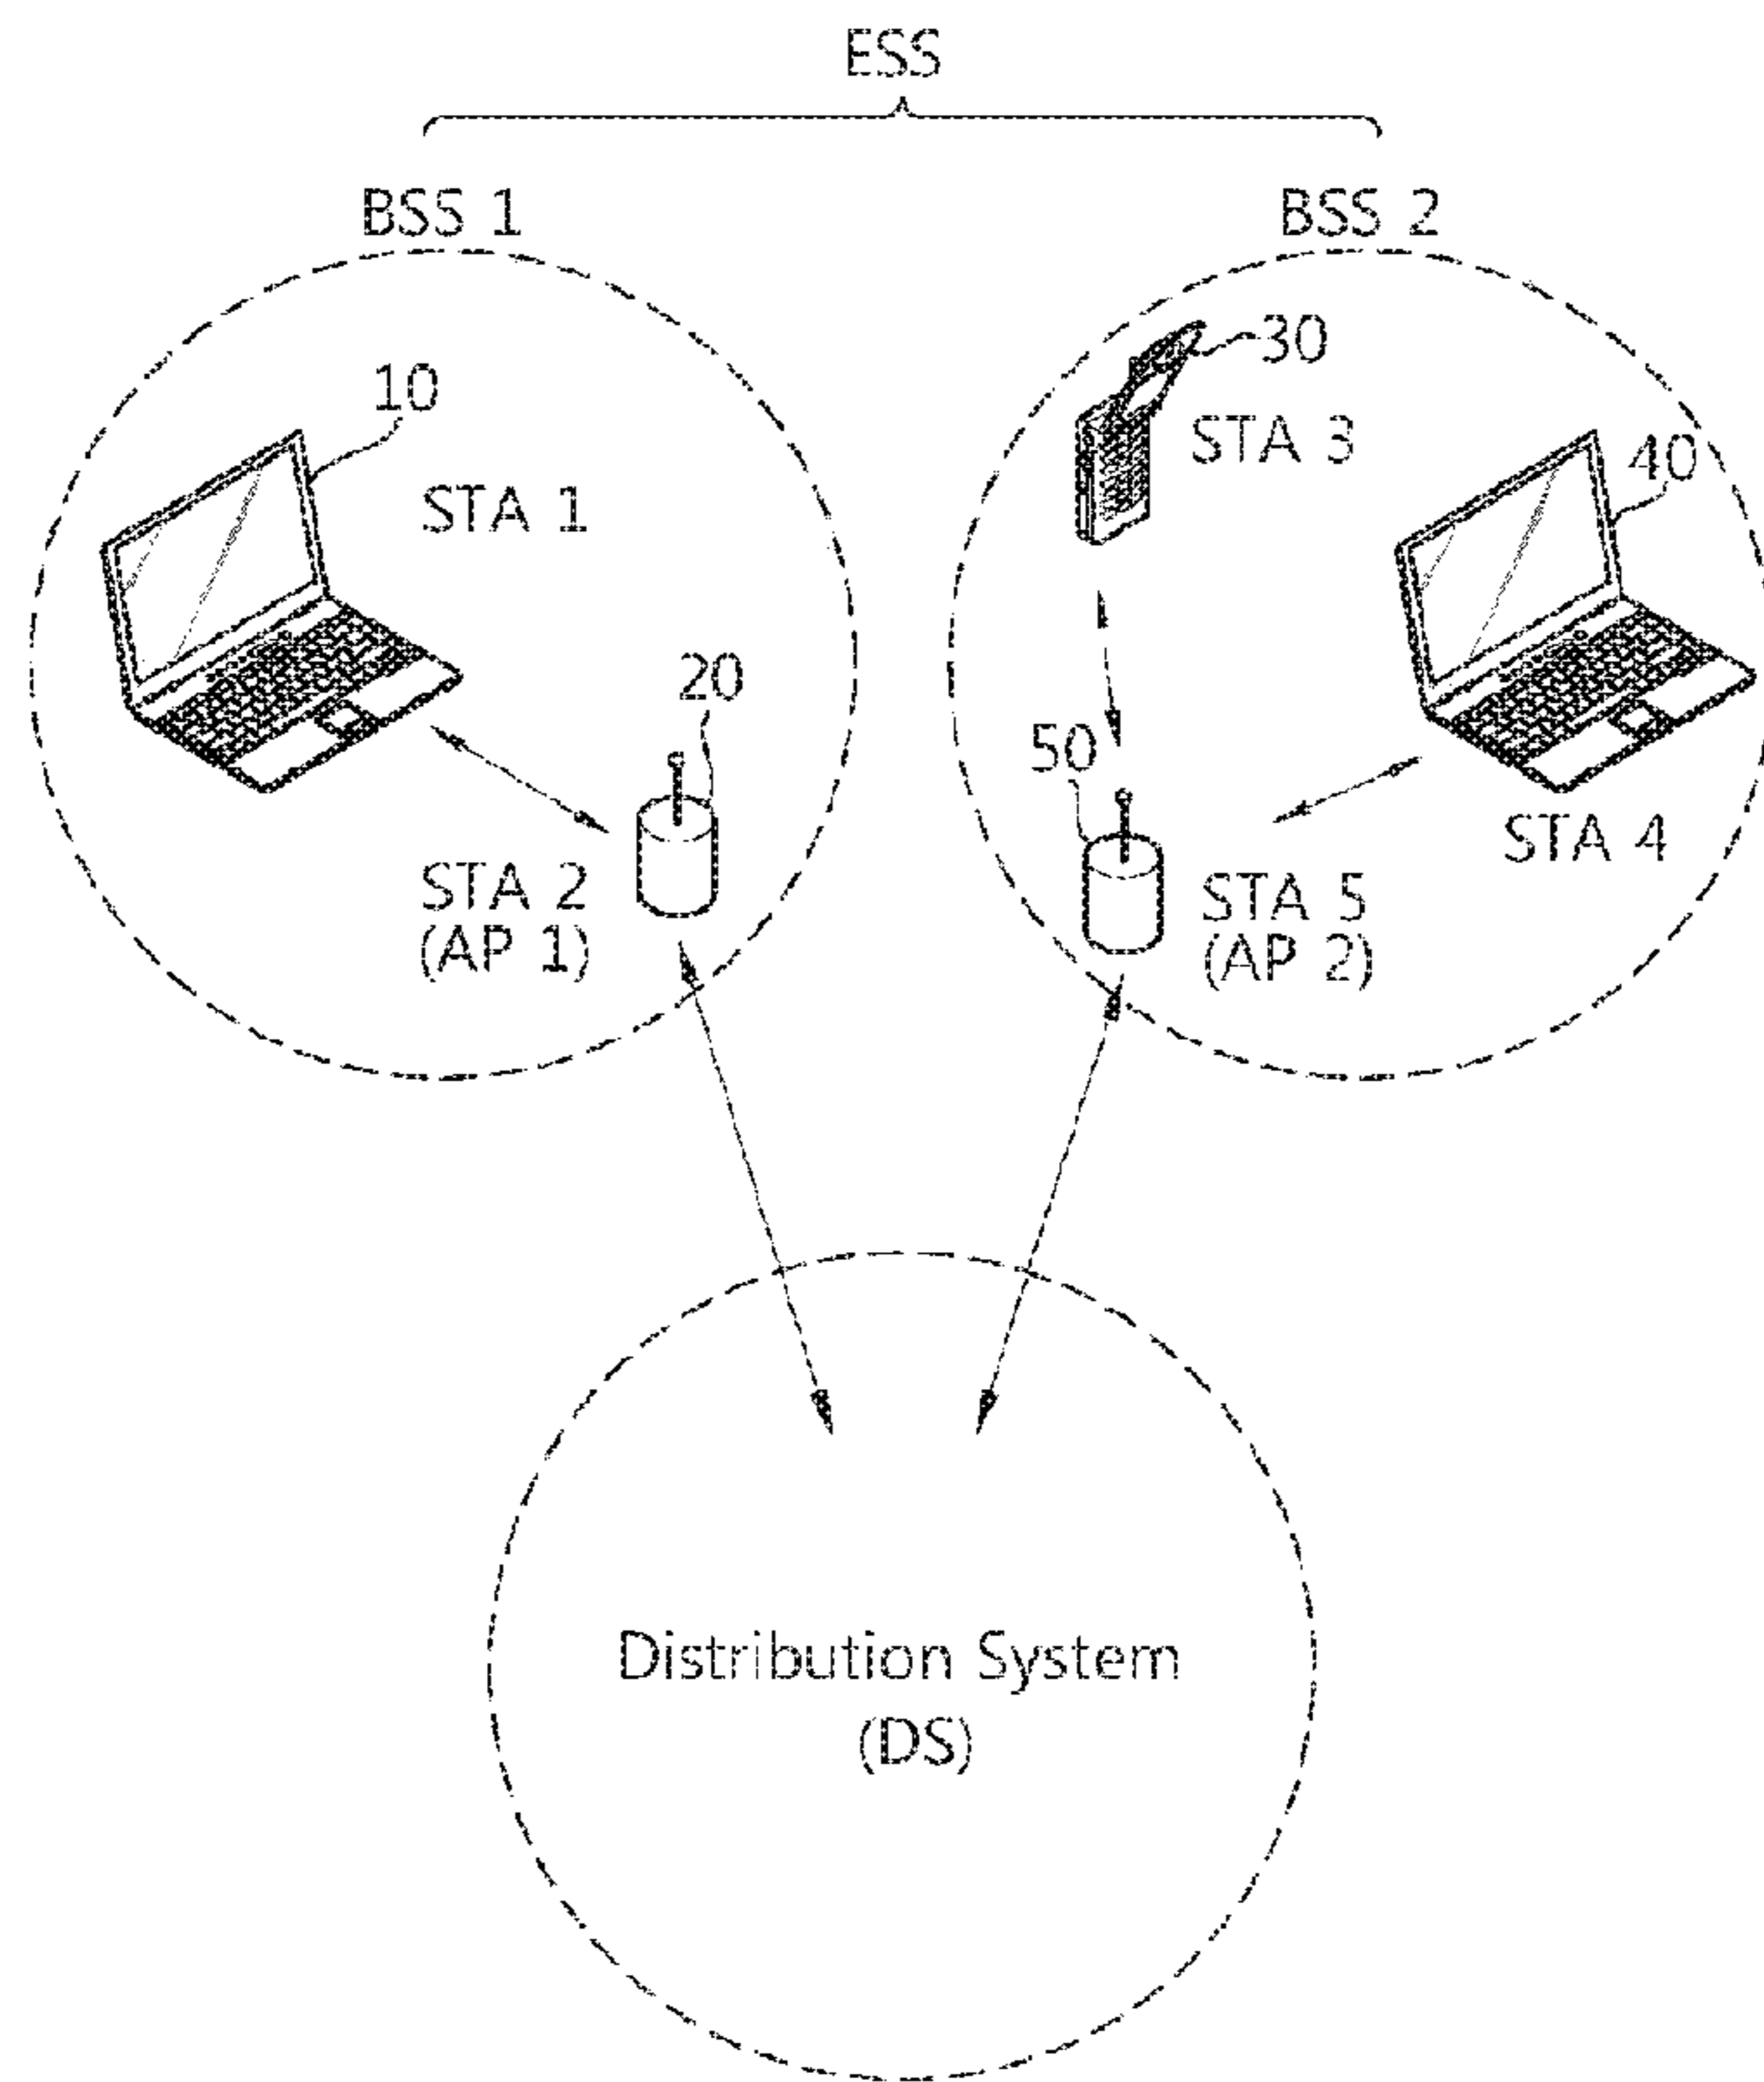 ESS
BSS 1
BSS 2
10
STA 1
20
STA 2
(AP 1)
30
STA 3
40
STA 4
50
STA 5
(AP 2)
Distribution System
(DS)